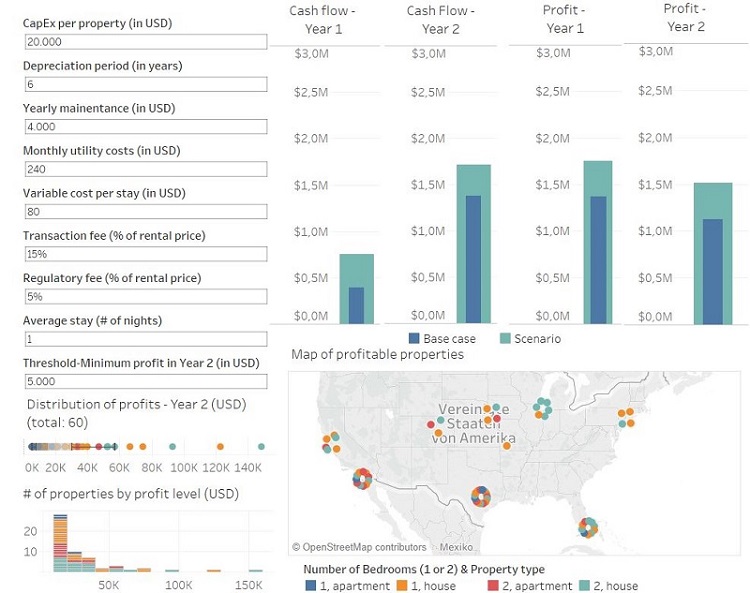 CapEx per property (in USD)
20.000
Depreciation period (in years)
6
Yearly mainentance (in USD)
4.000
Monthly utility costs (in USD)
240
Variable cost per stay (in USD)
80
Transaction fee (% of rental price)
15%
Regulatory fee (% of rental price)
5%
Average stay (# of nights)
1
Threshold-Minimum profit in Year 2 (in USD)
5.000
Distribution of profits - Year 2 (USD)
(total: 60)
0K 20K 40K 60K 80K 100K 120K 140K
# of properties by profit level (USD)
20
10
50K 100K 150K
Cash flow -
Year 1
$3,0M
$2,5M
$2,0M
$1,5M
$1,0M
$0,5M
$0,0M
Cash Flow -
Year 2
$3,0M
$2,5M
$2,0M
$1,5M
$1,0M
$0,5M
$0,0M
Profit -
Year 1
$3,0M
$2,5M
$2,0M
$1,5M
$1,0M
$0,5M
$0,0M
Profit -
Year 2
$3,0M
$2,5M
$2,0M
$1,5M
$1,0M
$0,5M
$0,0M
Base case Scenario
Map of profitable properties
Staaten
von Amerika
© OpenStreetMap contributors Mexiko
Number of Bedrooms (1 or 2) & Property type
1, apartment 1, house 2, apartment 2, house